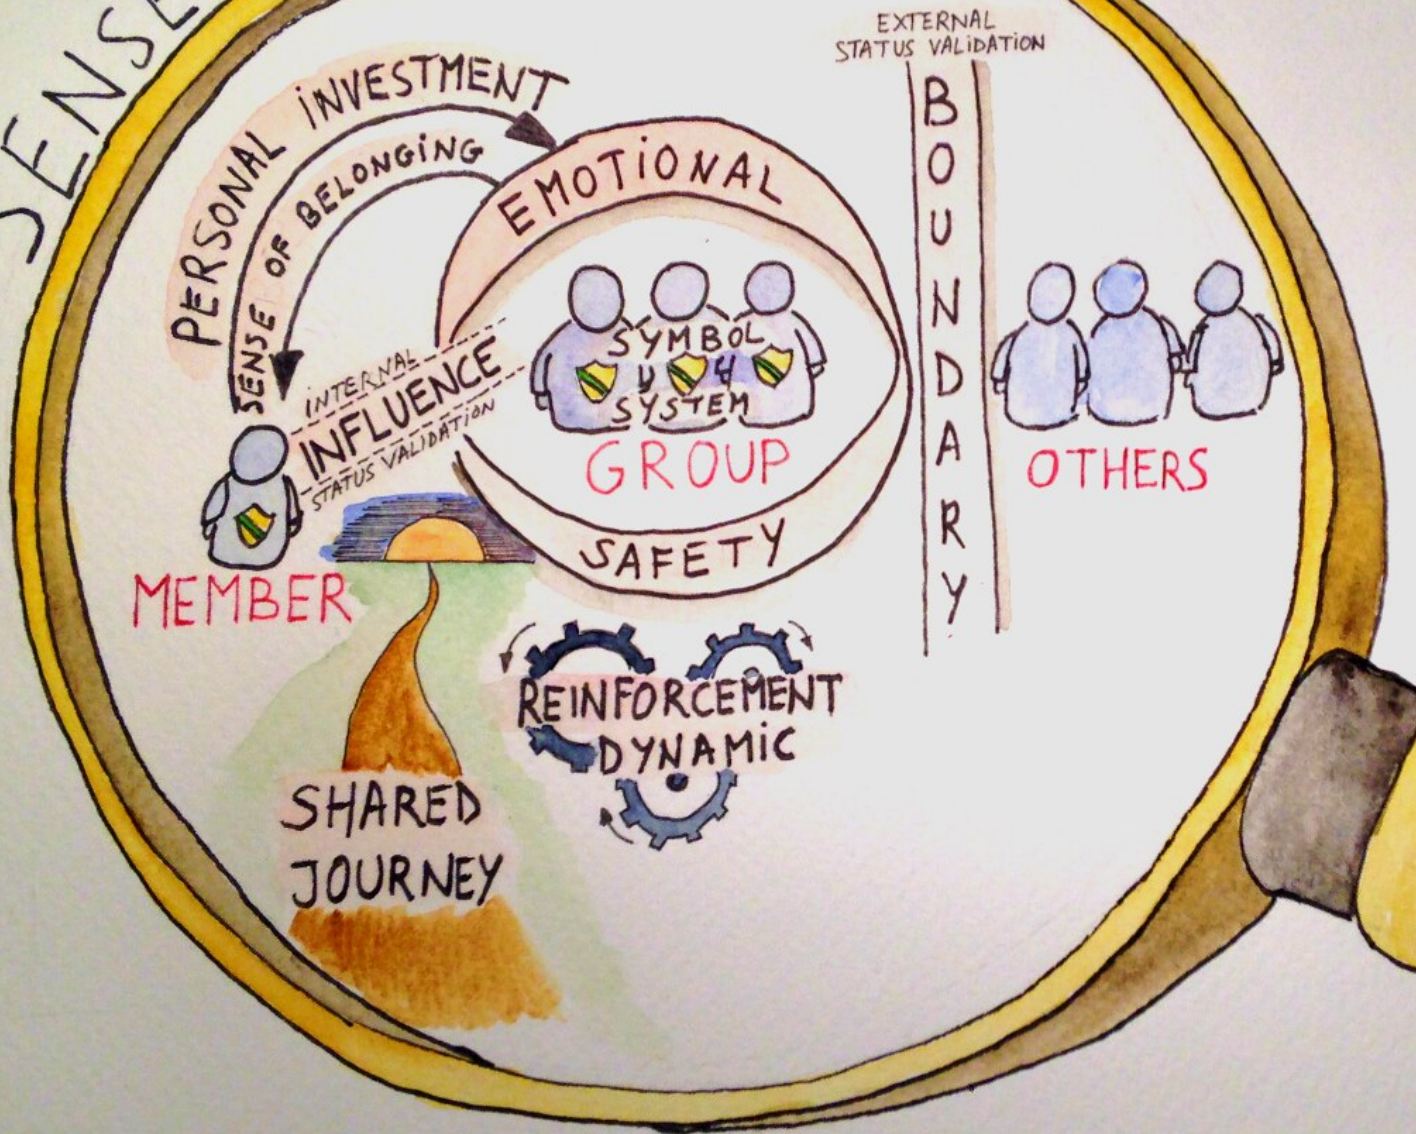 SENSE
EXTERNAL
STATUS VALIDATION
PERSONAL INVESTMENT
SENSE OF BELONGING
EMOTIONAL
SAFETY
BOUNDARY
INTERNAL
INFLUENCE
STATUS VALIDATION
SYMBOL
SYSTEM
GROUP
OTHERS
MEMBER
REINFORCEMENT
DYNAMIC
SHARED
JOURNEY